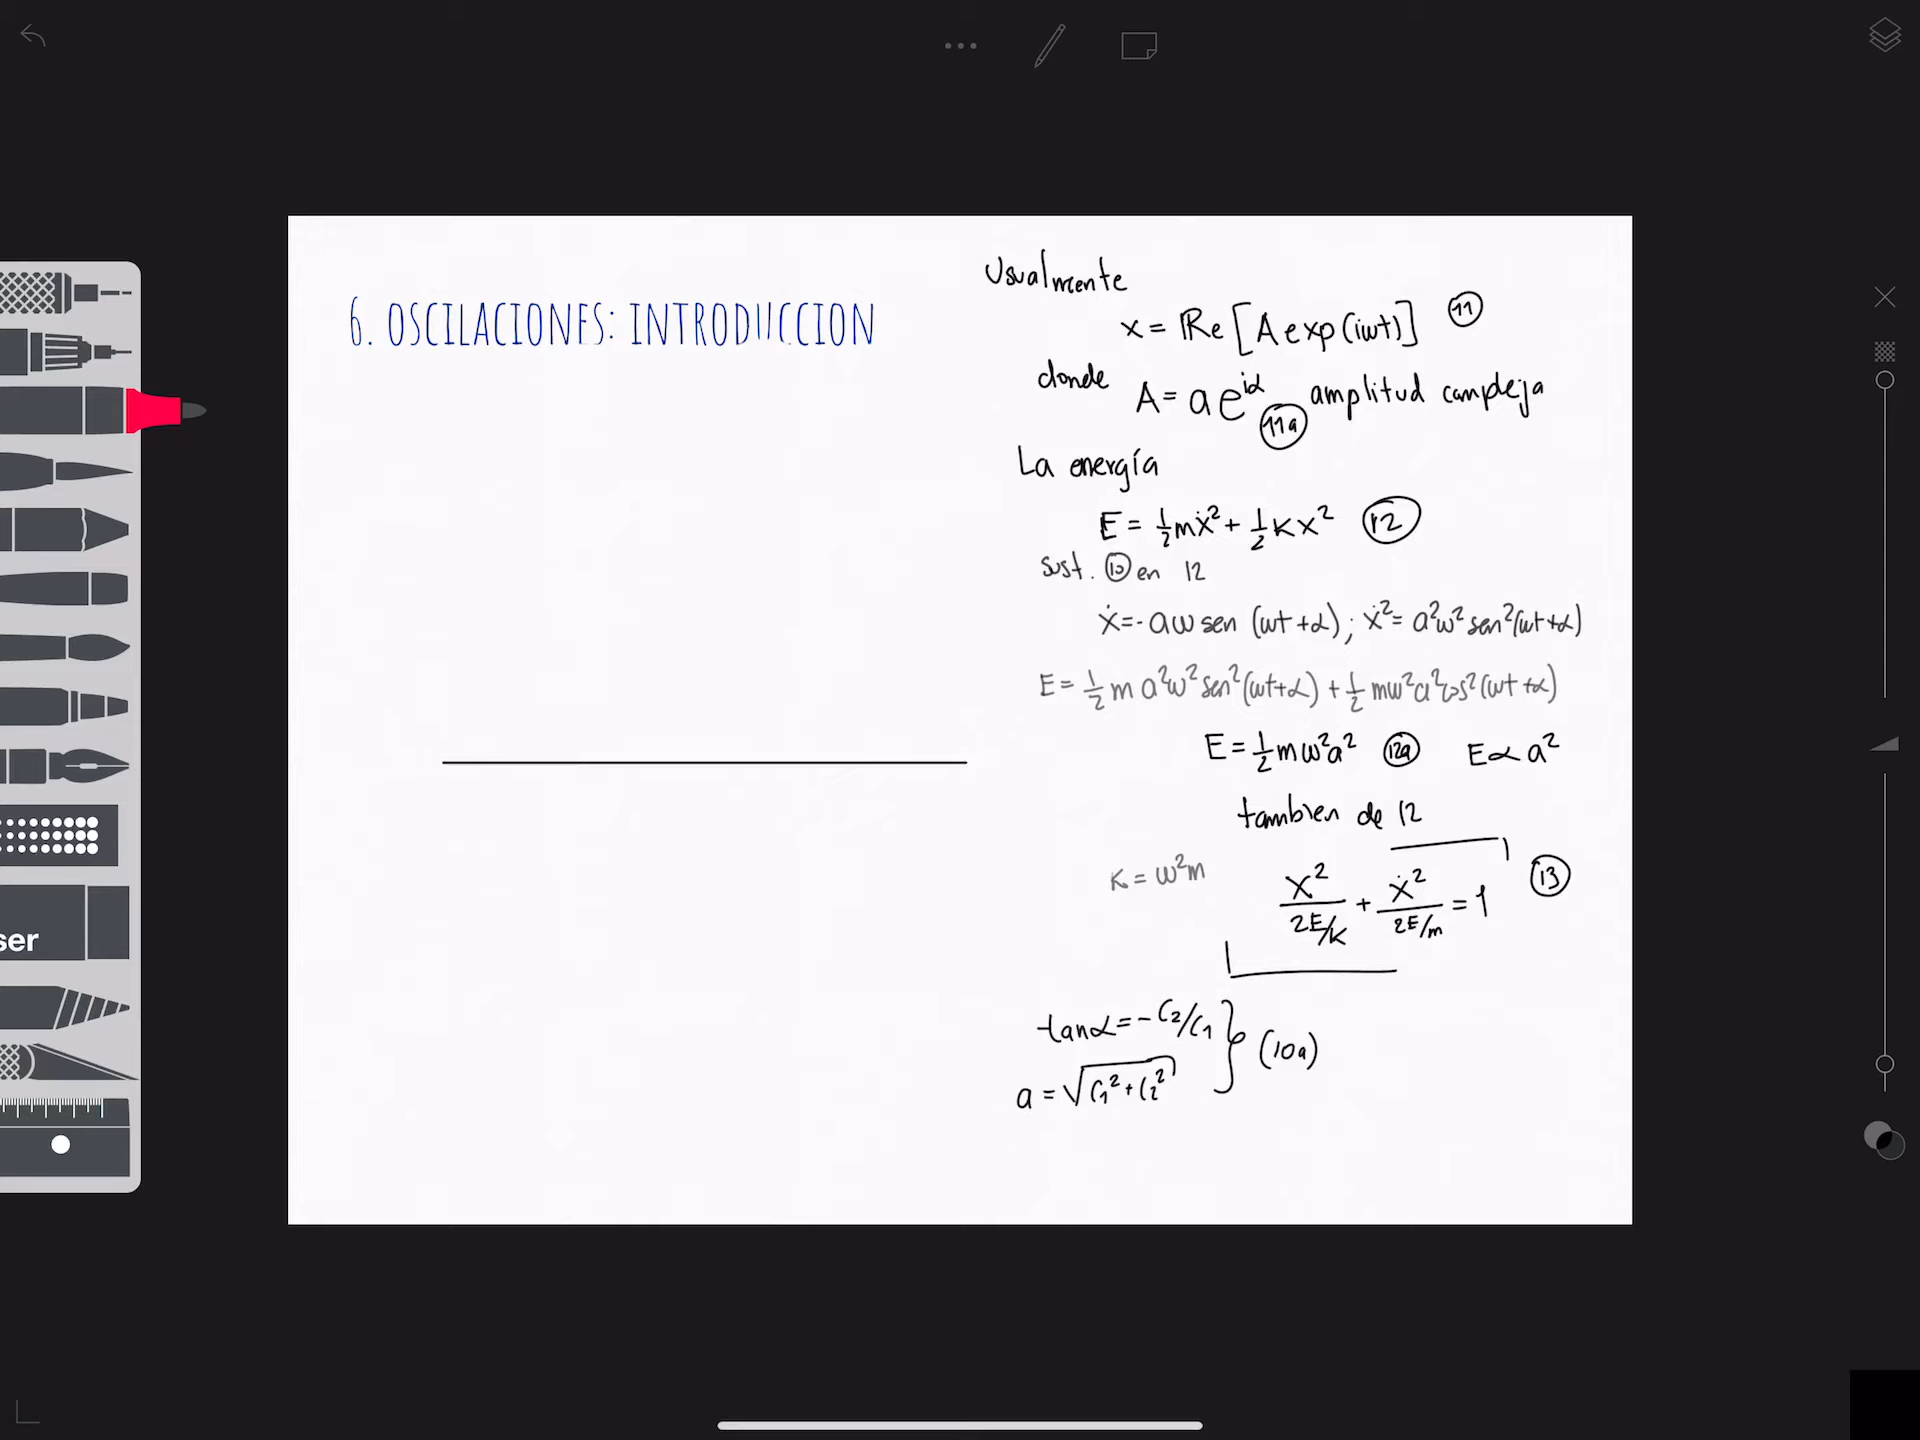 6. OSCILACIONES: INTRODUCCION
Usualmente
x = Re [A exp(iωt)] (11)
donde A = a e^{iα} (11a) amplitud compleja
La energía
E = ½mẋ² + ½Kx² (12)
sust. (10) en 12
ẋ = -aω sen (ωt+α); ẋ² = a²ω² sen²(ωt+α)
E = ½ m a²ω² sen²(ωt+α) + ½ mω²a² cos²(ωt+α)
E = ½mω²a² (12a) E∝a²
tambien de 12
K = ω²m x²/(2E/K) + ẋ²/(2E/m) = 1 (13)
tanα = -C₂/C₁
a = √(C₁² + C₂²) } (10a)
ser